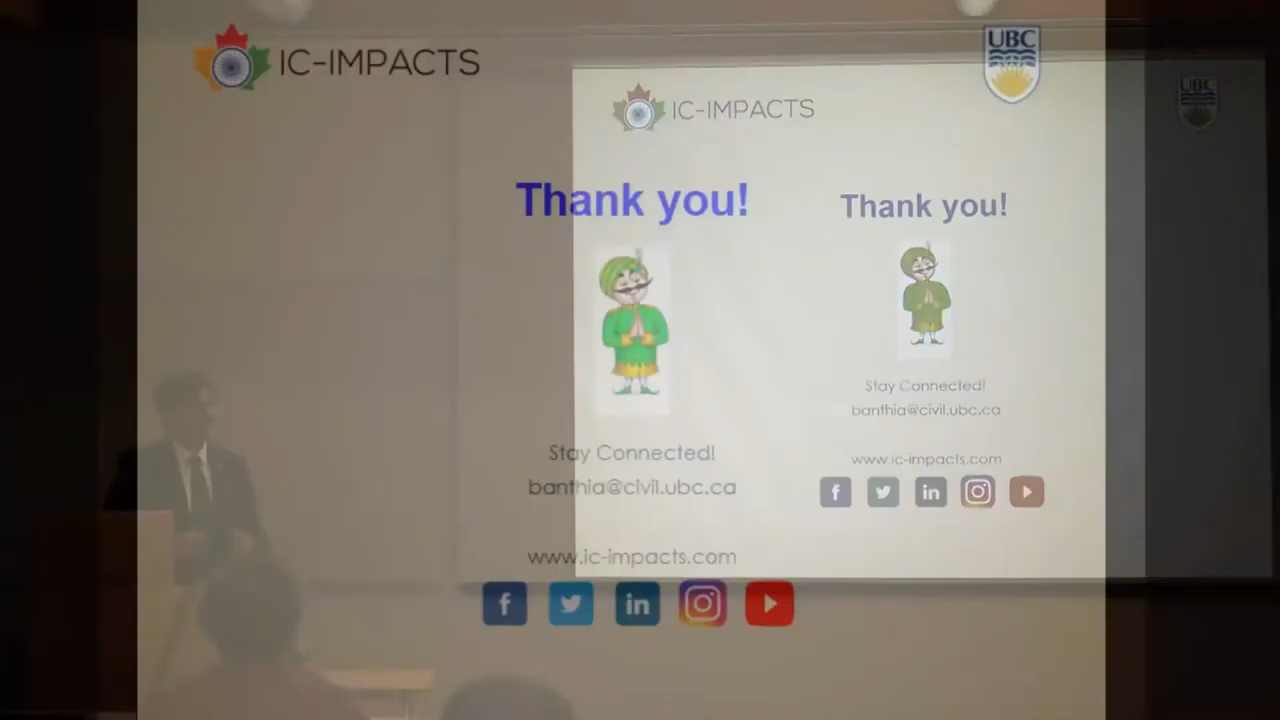 IC-IMPACTS
UBC
Thank you!
Stay Connected!
banthia@civil.ubc.ca
www.ic-impacts.com
IC-IMPACTS
UBC
Thank you!
Stay Connected!
banthia@civil.ubc.ca
www.ic-impacts.com